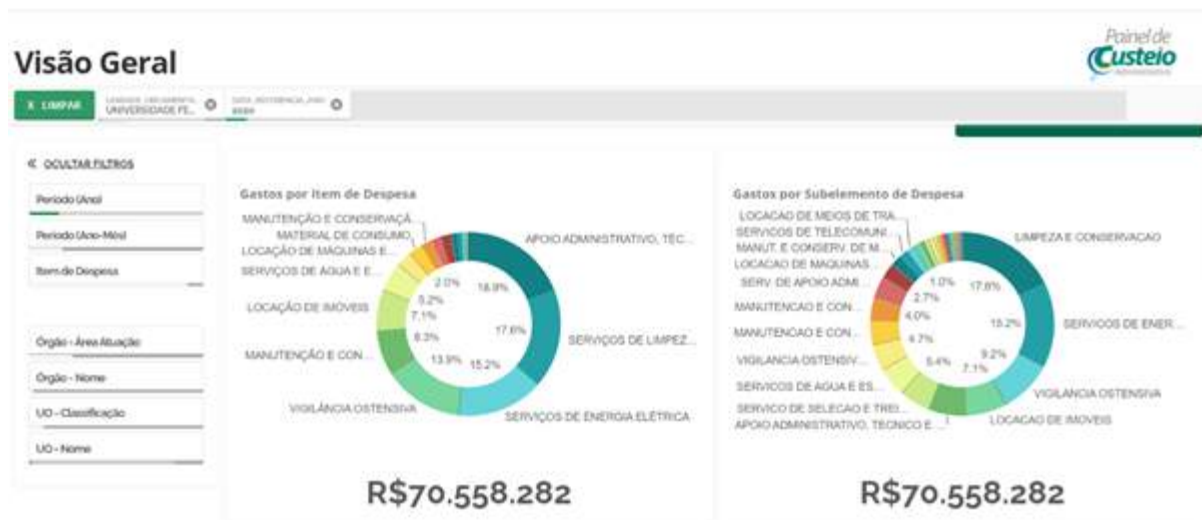 Visão Geral
Painel de
Custeio
Administrativo
X LIMPAR
UNIVERSIDADE FE...
« OCULTAR FILTROS
Período (Ano)
Período (Ano-Mês)
Item de Despesa
Órgão - Área Atuação
Órgão - Nome
UO - Classificação
UO - Nome
Gastos por Item de Despesa
MANUTENÇÃO E CONSERVAÇÃ...
MATERIAL DE CONSUMO
LOCAÇÃO DE MÁQUINAS E...
SERVIÇOS DE ÁGUA E E...
LOCAÇÃO DE IMÓVEIS
MANUTENÇÃO E CON...
VIGILÂNCIA OSTENSIVA
APOIO ADMINISTRATIVO, TÉC...
SERVIÇOS DE LIMPEZ...
SERVIÇOS DE ENERGIA ELÉTRICA
2.0%
18.9%
5.2%
7.1%
17.6%
8.3%
13.9%
15.2%
R$70.558.282
Gastos por Subelemento de Despesa
LOCACAO DE MEIOS DE TRA...
SERVICOS DE TELECOMUNI...
MANUT. E CONSERV. DE M...
LOCACAO DE MAQUINAS...
SERV. DE APOIO ADMI...
MANUTENCAO E CON...
MANUTENCAO E CON...
VIGILANCIA OSTENSIV...
SERVICOS DE AGUA E ES...
SERVICO DE SELECAO E TREI...
APOIO ADMINISTRATIVO, TECNICO E ...
LIMPEZA E CONSERVACAO
SERVICOS DE ENER...
VIGILANCIA OSTENSIVA
LOCACAO DE IMOVEIS
1.0%
17.6%
2.7%
4.0%
15.2%
4.7%
9.2%
5.4%
7.1%
R$70.558.282